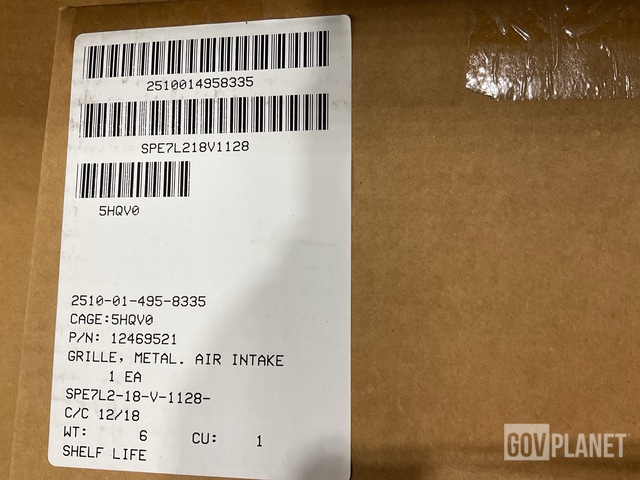 2510014958335
SPE7L218V1128
5HQV0
2510-01-495-8335
CAGE:5HQV0
P/N: 12469521
GRILLE, METAL. AIR INTAKE
1 EA
SPE7L2-18-V-1128-
C/C 12/18
WT: 6 CU: 1
SHELF LIFE
GOVPLANET